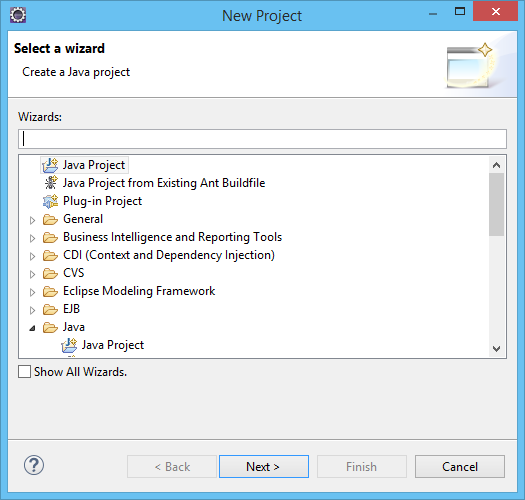 New Project
Select a wizard
Create a Java project
Wizards:
Java Project
Java Project from Existing Ant Buildfile
Plug-in Project
General
Business Intelligence and Reporting Tools
CDI (Context and Dependency Injection)
CVS
Eclipse Modeling Framework
EJB
Java
Java Project
Show All Wizards.
< Back Next > Finish Cancel